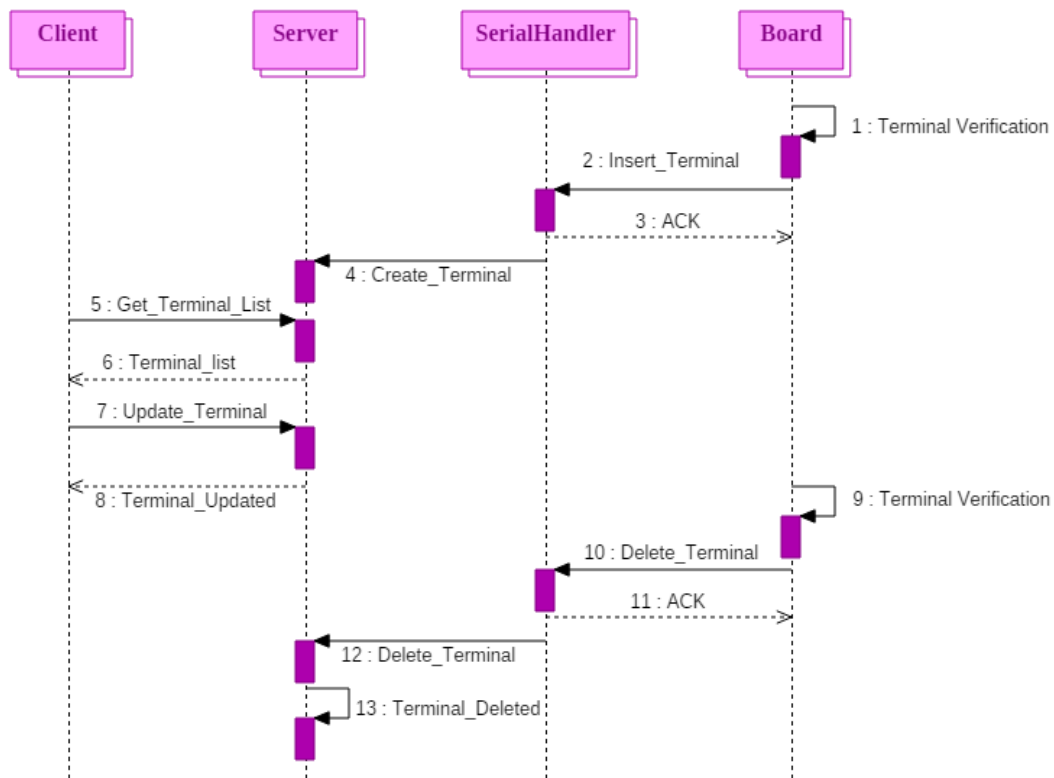 Client
Server
SerialHandler
Board
1 : Terminal Verification
2 : Insert_Terminal
3 : ACK
4 : Create_Terminal
5 : Get_Terminal_List
6 : Terminal_list
7 : Update_Terminal
8 : Terminal_Updated
9 : Terminal Verification
10 : Delete_Terminal
11 : ACK
12 : Delete_Terminal
13 : Terminal_Deleted